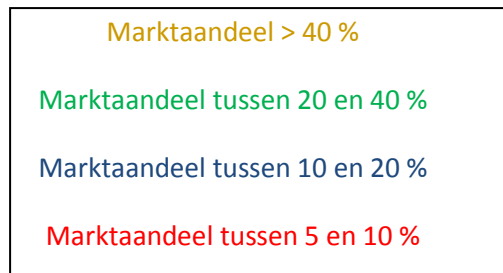 Marktaandeel > 40 %
Marktaandeel tussen 20 en 40 %
Marktaandeel tussen 10 en 20 %
Marktaandeel tussen 5 en 10 %